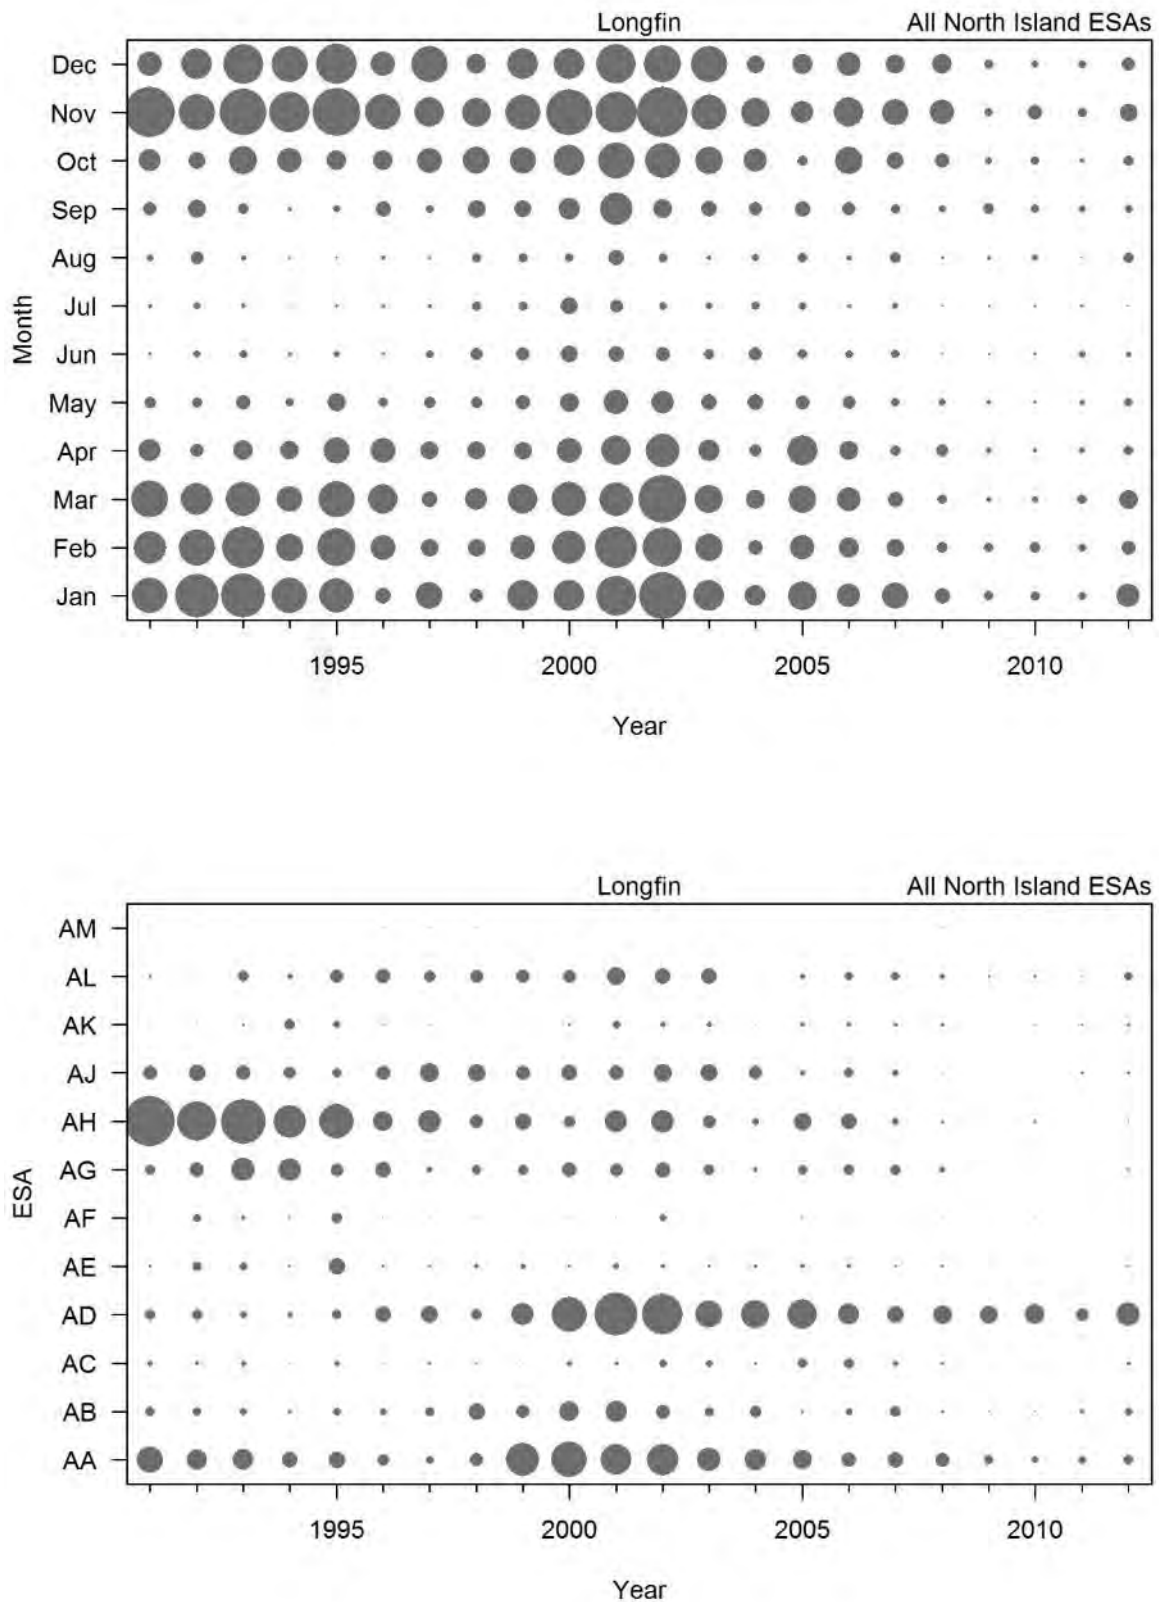 Longfin All North Island ESAs
Dec
Nov
Oct
Sep
Aug
Jul
Jun
May
Apr
Mar
Feb
Jan
Month
1995 2000 2005 2010
Year
Longfin All North Island ESAs
AM
AL
AK
AJ
AH
AG
AF
AE
AD
AC
AB
AA
ESA
1995 2000 2005 2010
Year